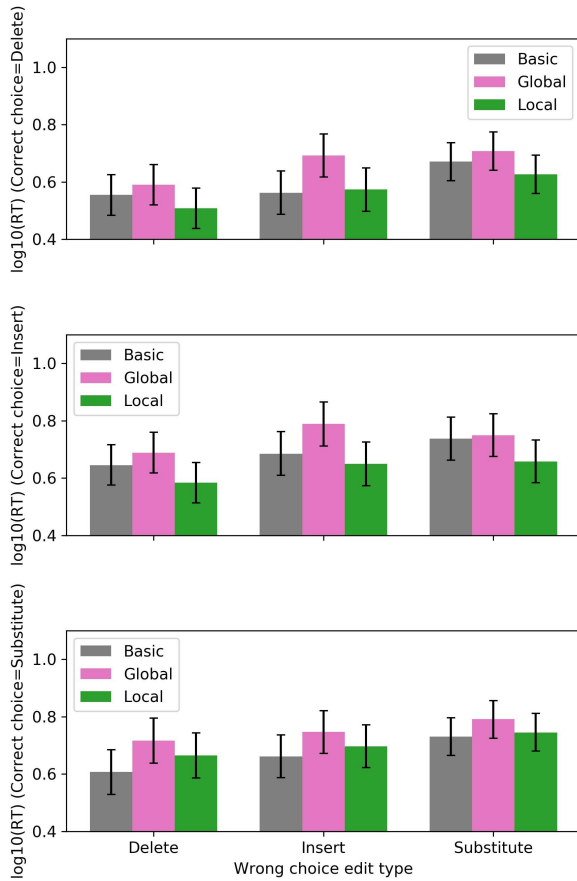 log10(RT) (Correct choice=Delete)
1.0
0.8
0.6
0.4
Basic
Global
Local
log10(RT) (Correct choice=Insert)
1.0
0.8
0.6
0.4
Basic
Global
Local
log10(RT) (Correct choice=Substitute)
1.0
0.8
0.6
0.4
Basic
Global
Local
Delete Insert Substitute
Wrong choice edit type